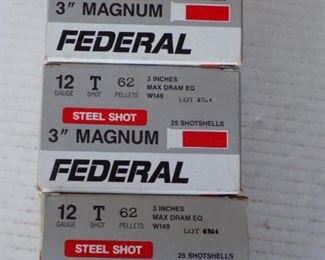 3" MAGNUM
FEDERAL
12 T 62 3 INCHES
GAUGE SHOT PELLETS MAX DRAM EQ
W149
STEEL SHOT 25 SHOTSHELLS
3" MAGNUM
FEDERAL
12 T 62 3 INCHES
GAUGE SHOT PELLETS MAX DRAM EQ
W149 LOT
STEEL SHOT 25 SHOTSHELLS